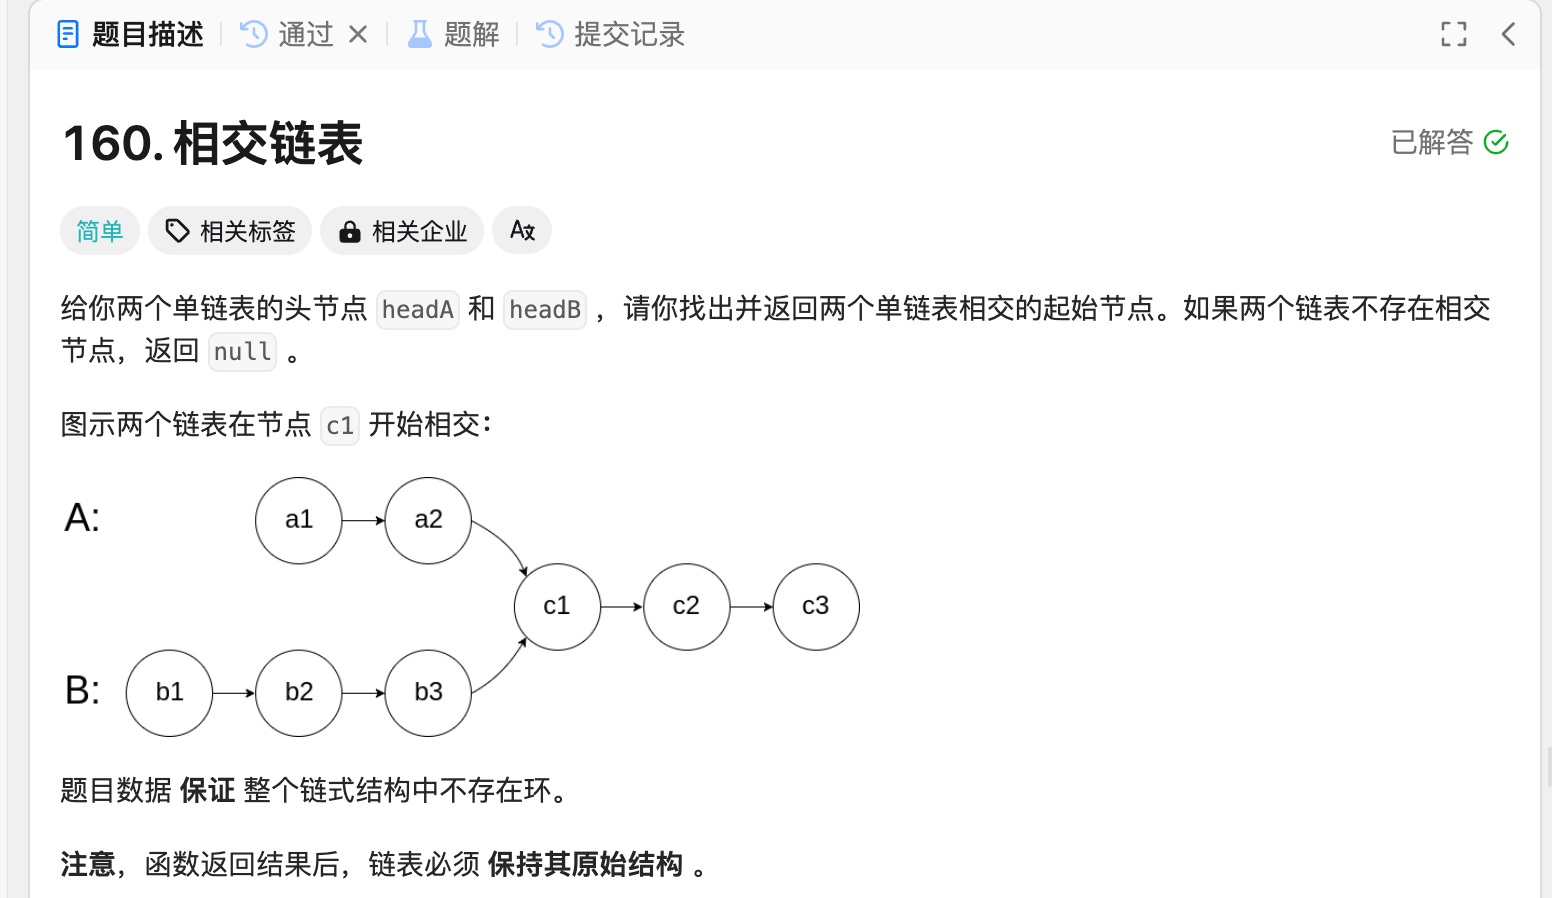 题目描述 通过 题解 提交记录
160. 相交链表
已解答
简单 相关标签 相关企业
给你两个单链表的头节点 headA 和 headB ，请你找出并返回两个单链表相交的起始节点。如果两个链表不存在相交
节点，返回 null 。
图示两个链表在节点 c1 开始相交：
A: a1 a2
c1 c2 c3
B: b1 b2 b3
题目数据 保证 整个链式结构中不存在环。
注意，函数返回结果后，链表必须 保持其原始结构 。